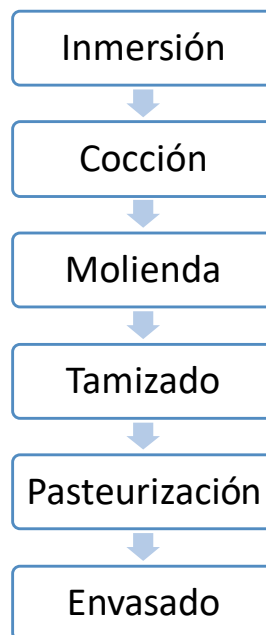 Inmersión
Cocción
Molienda
Tamizado
Pasteurización
Envasado